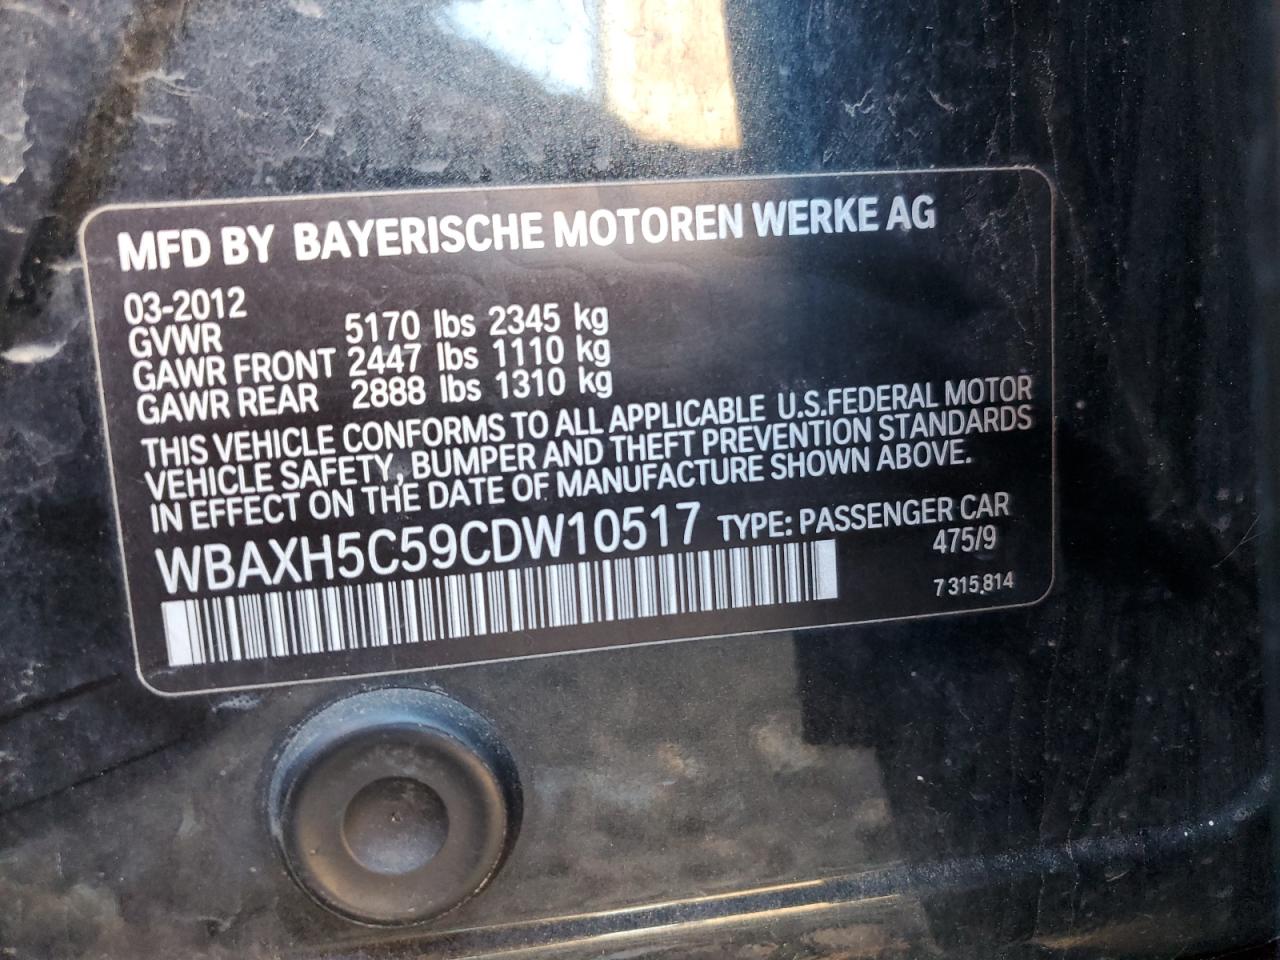 MFD BY BAYERISCHE MOTOREN WERKE AG
03-2012
GVWR 5170 lbs 2345 kg
GAWR FRONT 2447 lbs 1110 kg
GAWR REAR 2888 lbs 1310 kg
THIS VEHICLE CONFORMS TO ALL APPLICABLE U.S.FEDERAL MOTOR
VEHICLE SAFETY, BUMPER AND THEFT PREVENTION STANDARDS
IN EFFECT ON THE DATE OF MANUFACTURE SHOWN ABOVE.
WBAXH5C59CDW10517 TYPE: PASSENGER CAR
475/9
7 315.814